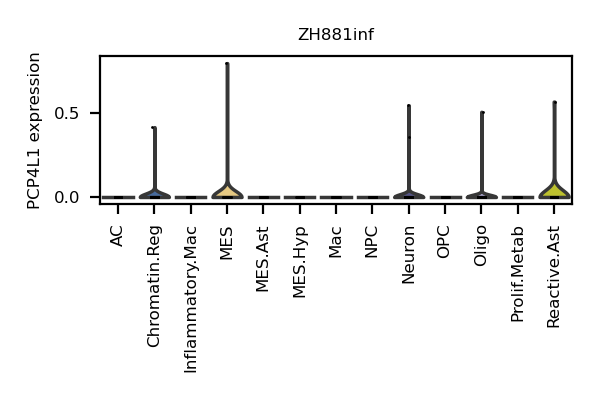 ZH881inf
PCP4L1 expression
0.5
0.0
AC
Chromatin.Reg
Inflammatory.Mac
MES
MES.Ast
MES.Hyp
Mac
NPC
Neuron
OPC
Oligo
Prolif.Metab
Reactive.Ast